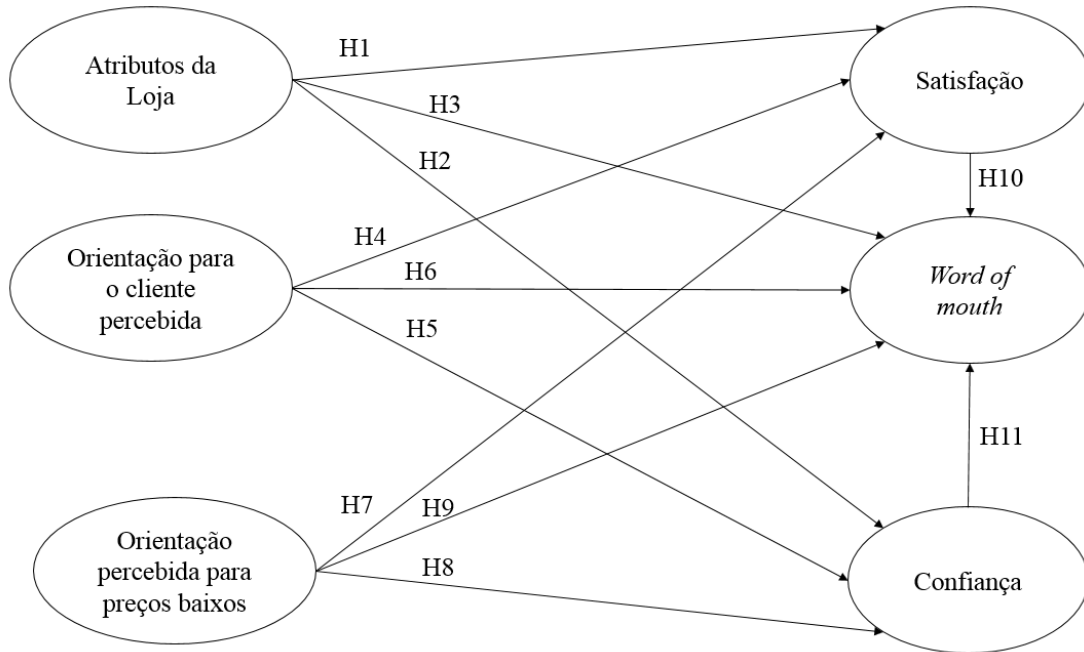 Atributos da
Loja
H1
Satisfação
H3
H2
H10
Orientação para
o cliente
percebida
H4
H6
H5
Word of
mouth
H11
Orientação
percebida para
preços baixos
H7
H9
H8
Confiança